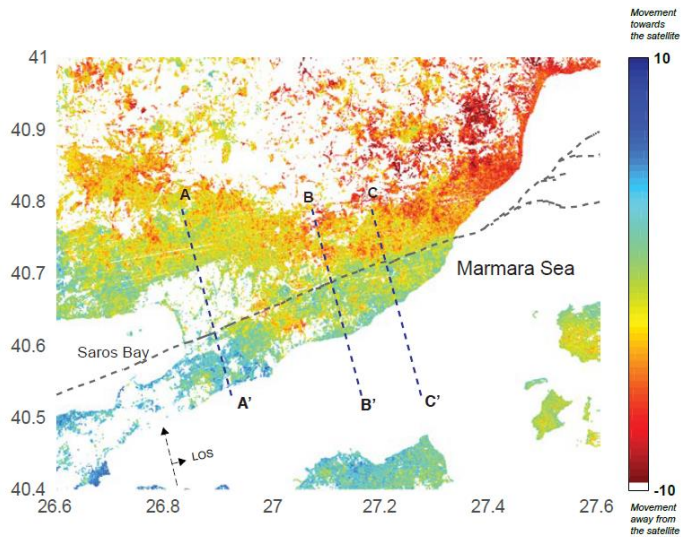 Movement
towards
the satellite
41
10
40.9
40.8
A
B
C
40.7
Marmara Sea
Saros Bay
40.6
40.5
A'
B'
C'
LOS
40.4
-10
26.6
26.8
27
27.2
27.4
27.6
Movement
away from
the satellite